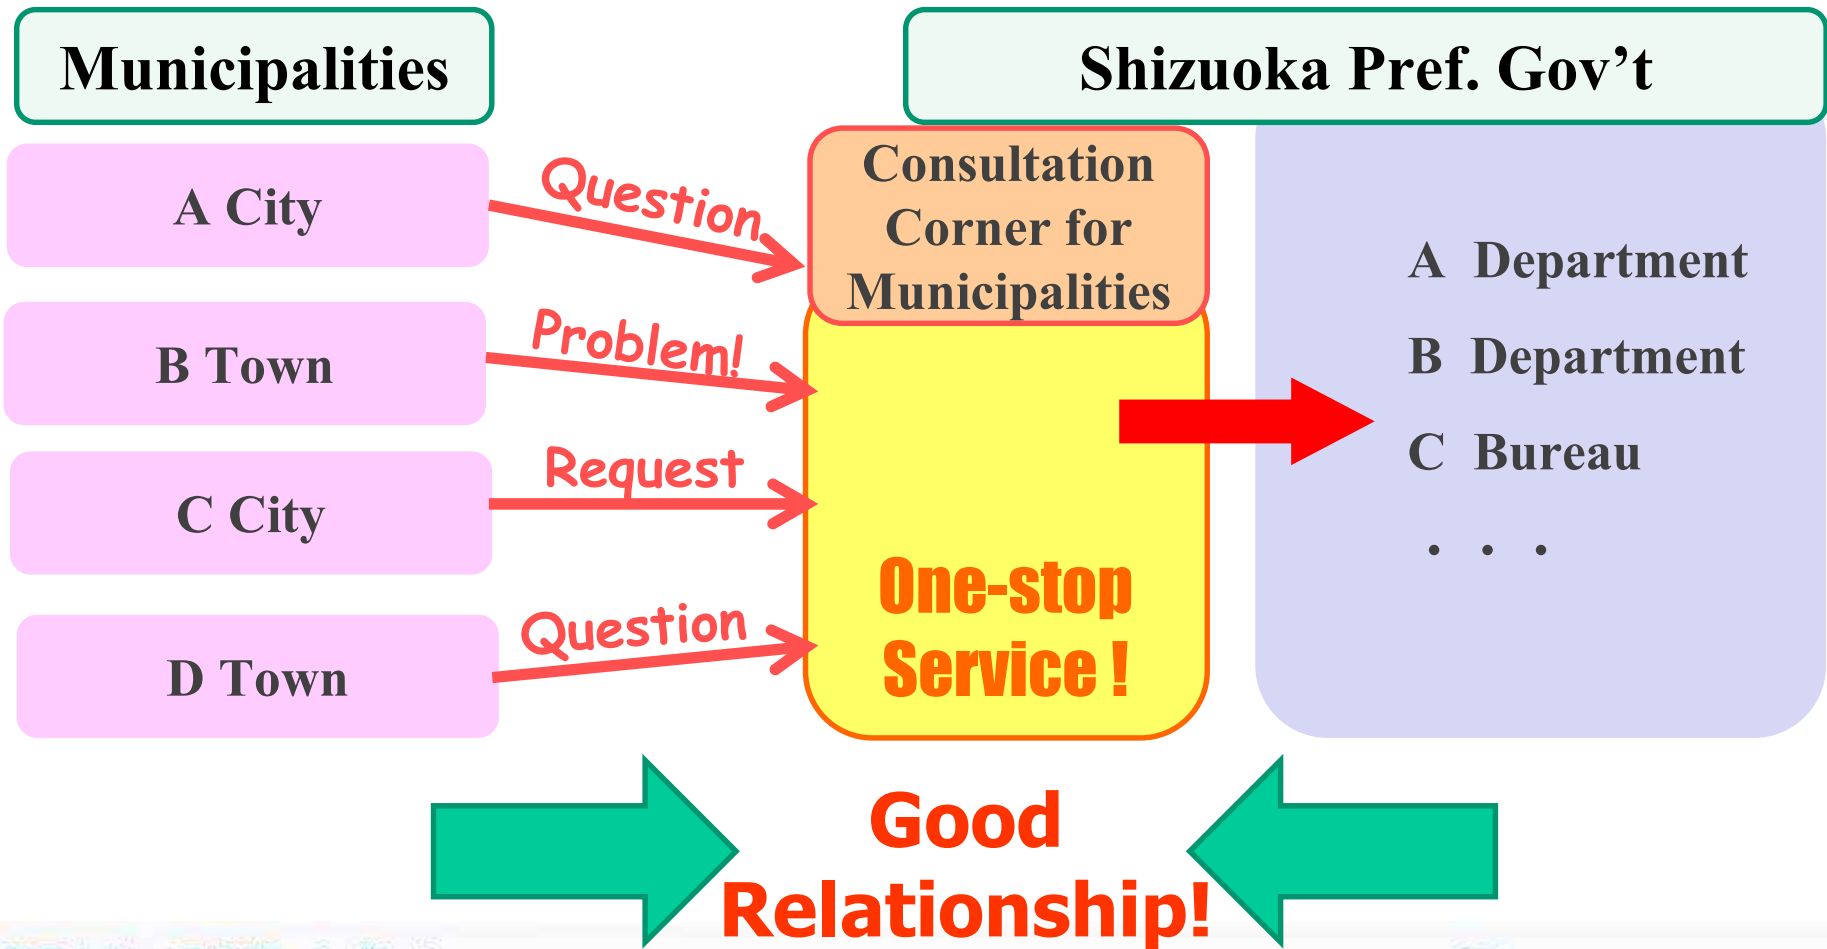 Municipalities
Shizuoka Pref. Gov’t
A City
Question
Consultation
Corner for
Municipalities
B Town
Problem!
C City
Request
D Town
Question
One-stop
Service !
A Department
B Department
C Bureau
. . .
Good
Relationship!